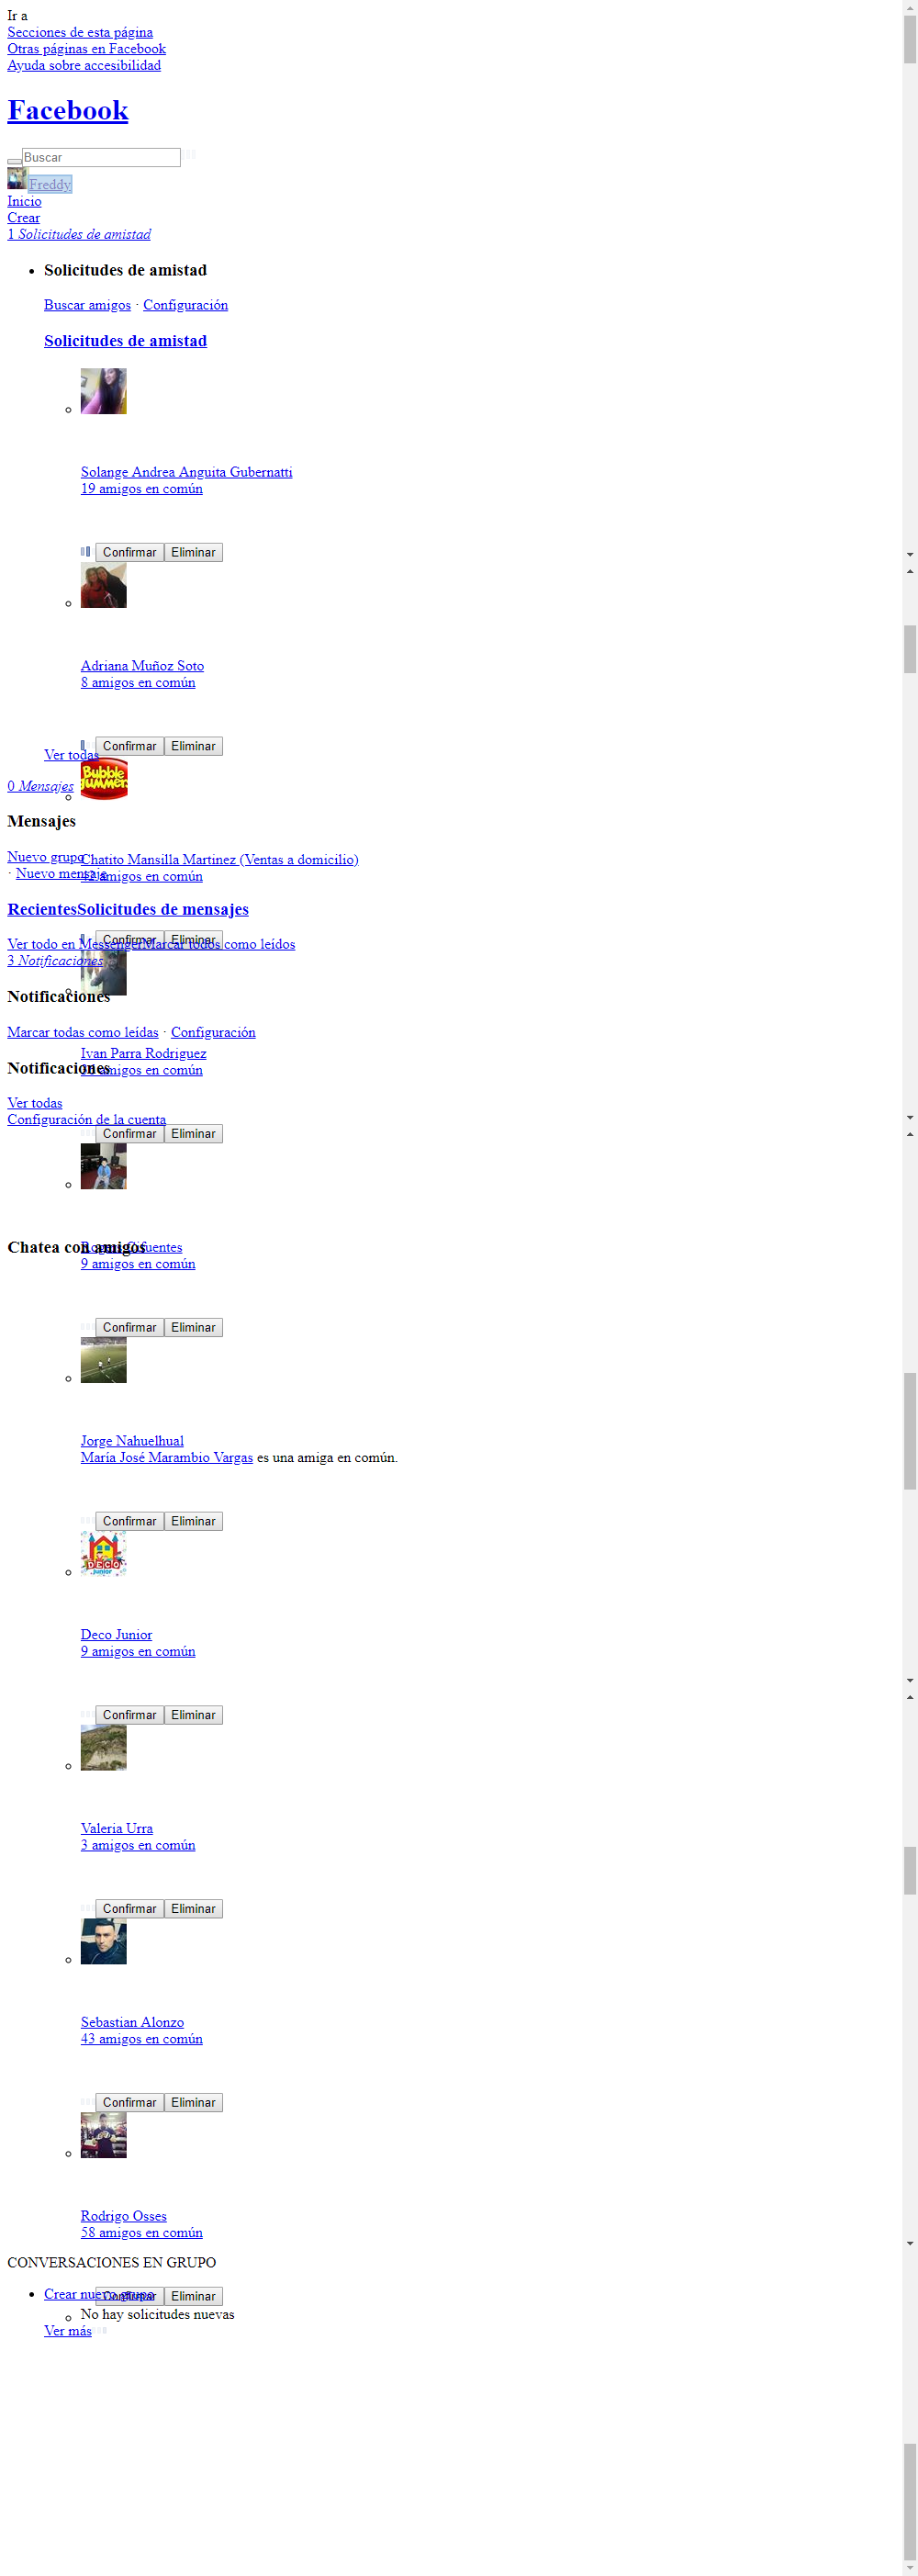 Ir a
Secciones de esta página
Otras páginas en Facebook
Ayuda sobre accesibilidad
Facebook
Buscar
Freddy
Inicio
Crear
1 Solicitudes de amistad
Solicitudes de amistad
Buscar amigos · Configuración
Solicitudes de amistad
Solange Andrea Anguita Gubernatti
19 amigos en común
Confirmar Eliminar
Adriana Muñoz Soto
8 amigos en común
Confirmar Eliminar
Ver todas
Bubble Gummers
0 Mensajes
Mensajes
Nuevo grupo
Chatito Mansilla Martinez (Ventas a domicilio)
· Nuevo mensaje
amigos en común
RecientesSolicitudes de mensajes
Confirmar Eliminar
Ver todo en MessengerMarcar todos como leídos
3 Notificaciones
Notificaciones
Marcar todas como leídas · Configuración
Ivan Parra Rodriguez
Notificaciones
amigos en común
Ver todas
Configuración de la cuenta
Confirmar Eliminar
Chatea con amigos
Cifuentes
9 amigos en común
Confirmar Eliminar
Jorge Nahuelhual
María José Marambio Vargas es una amiga en común.
Confirmar Eliminar
DECO junior
Deco Junior
9 amigos en común
Confirmar Eliminar
Valeria Urra
3 amigos en común
Confirmar Eliminar
Sebastian Alonzo
43 amigos en común
Confirmar Eliminar
Rodrigo Osses
58 amigos en común
CONVERSACIONES EN GRUPO
Crear nuevo grupo
Confirmar Eliminar
No hay solicitudes nuevas
Ver más